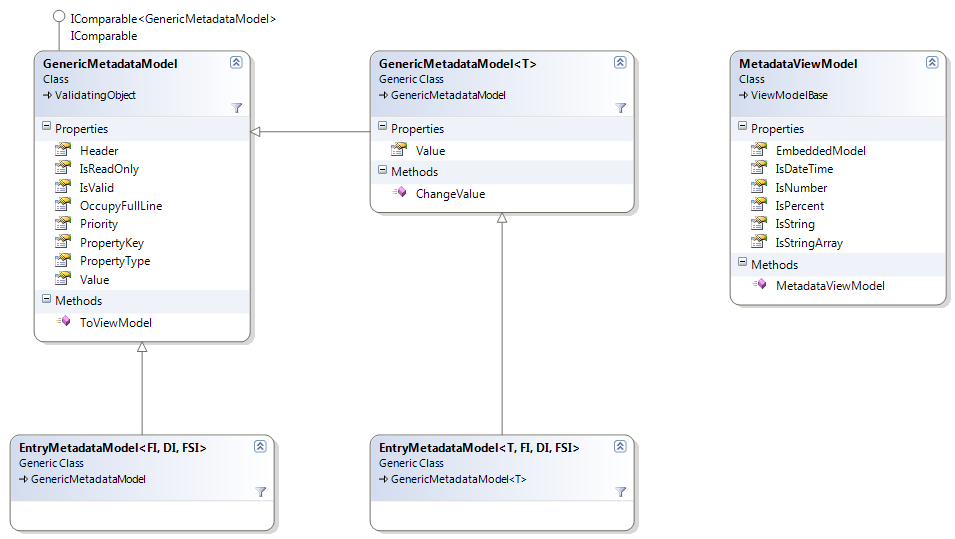 IComparable<GenericMetadataModel>
IComparable
GenericMetadataModel
Class
ValidatingObject
Properties
Header
IsReadOnly
IsValid
OccupyFullLine
Priority
PropertyKey
PropertyType
Value
Methods
ToViewModel
GenericMetadataModel<T>
Generic Class
GenericMetadataModel
Properties
Value
Methods
ChangeValue
MetadataViewModel
Class
ViewModelBase
Properties
EmbeddedModel
IsDateTime
IsNumber
IsPercent
IsString
IsStringArray
Methods
MetadataViewModel
EntryMetadataModel<FI, DI, FSI>
Generic Class
GenericMetadataModel
EntryMetadataModel<T, FI, DI, FSI>
Generic Class
GenericMetadataModel<T>